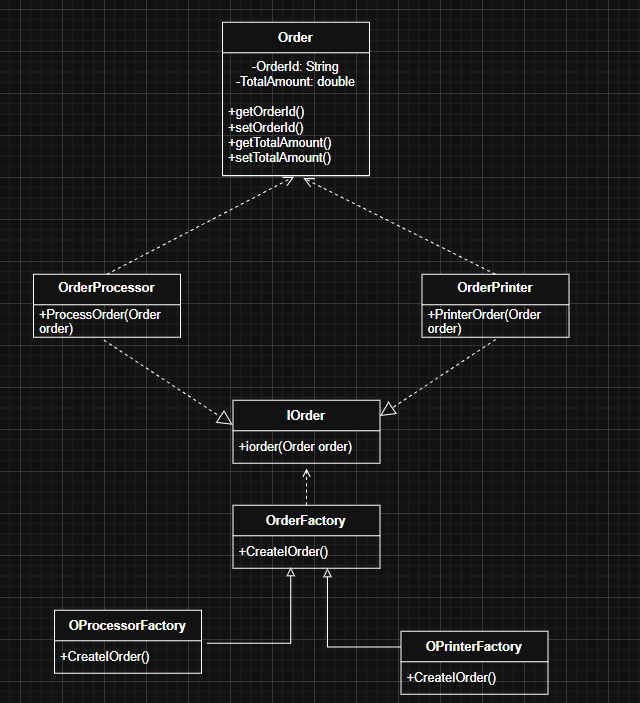 Order
-OrderId: String
-TotalAmount: double
+getOrderId()
+setOrderId()
+getTotalAmount()
+setTotalAmount()
OrderProcessor
+ProcessOrder(Order
order)
OrderPrinter
+PrinterOrder(Order
order)
IOrder
+iorder(Order order)
OrderFactory
+CreateIOrder()
OProcessorFactory
+CreateIOrder()
OPrinterFactory
+CreateIOrder()